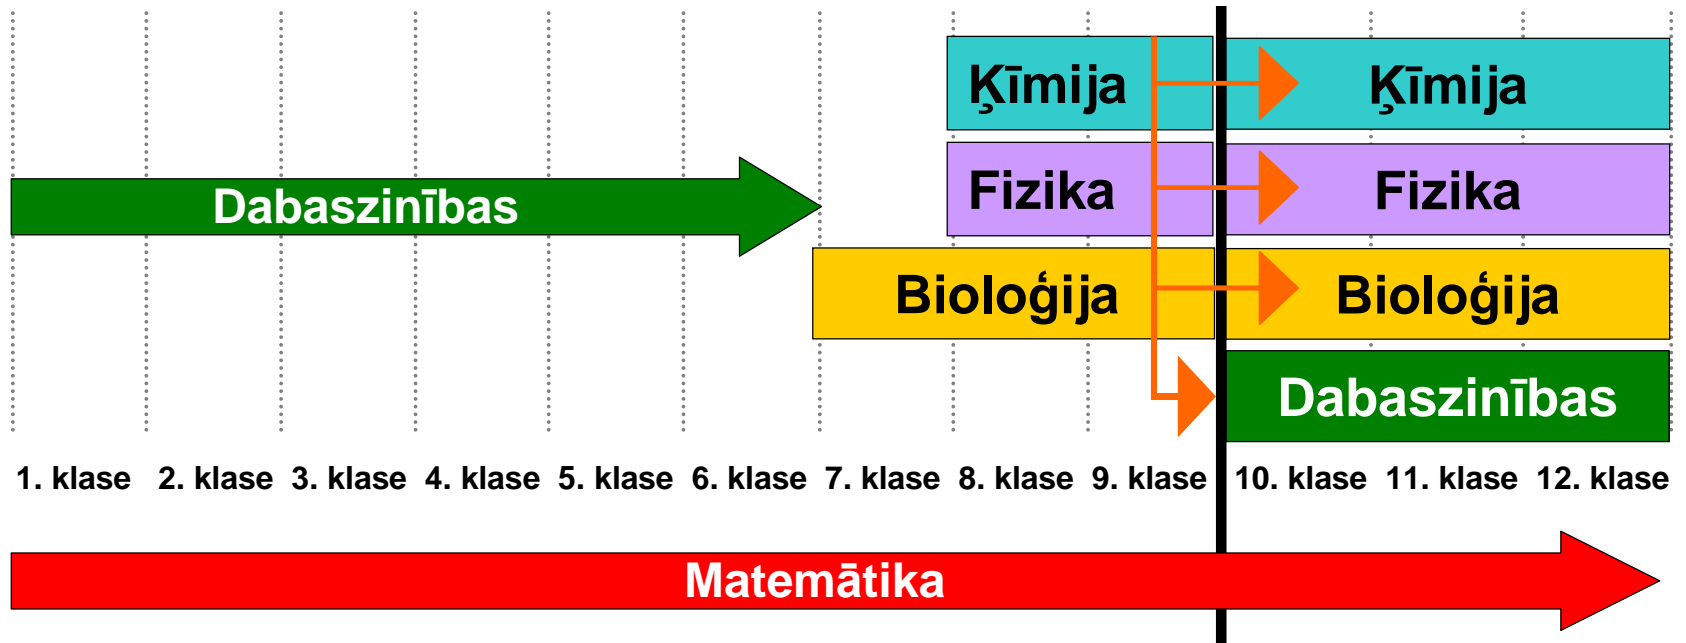 Ķīmija Ķīmija
Fizika Fizika
Dabaszinības
Bioloģija Bioloģija
Dabaszinības
1. klase 2. klase 3. klase 4. klase 5. klase 6. klase 7. klase 8. klase 9. klase 10. klase 11. klase 12. klase
Matemātika